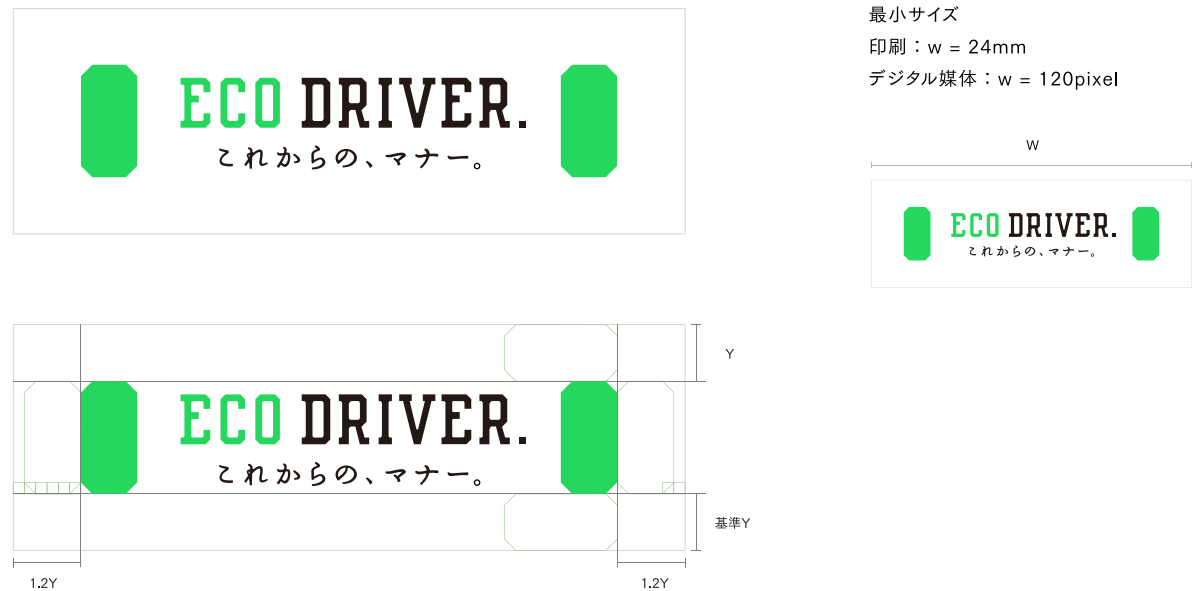 ECO DRIVER.
これからの、マナー。
最小サイズ
印刷：w = 24mm
デジタル媒体：w = 120pixel
W
ECO DRIVER.
これからの、マナー。
Y
ECO DRIVER.
これからの、マナー。
基準Y
1.2Y
1.2Y